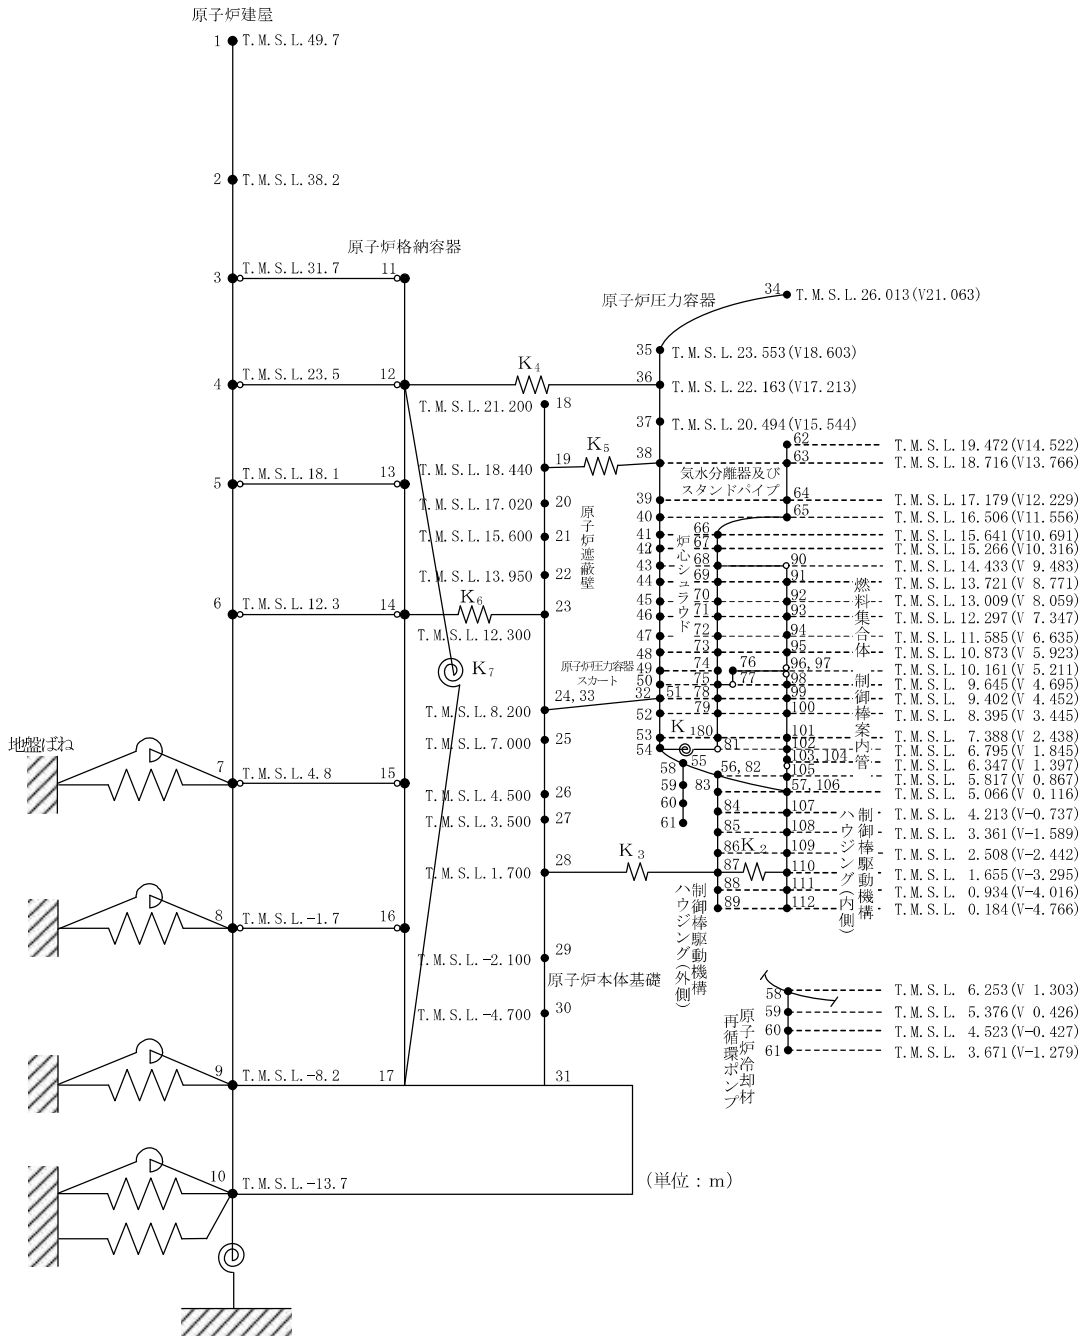 原子炉建屋
1 T.M.S.L.49.7
2 T.M.S.L.38.2
原子炉格納容器
3 T.M.S.L.31.7 11
原子炉圧力容器
34 T.M.S.L.26.013(V21.063)
35 T.M.S.L.23.553(V18.603)
4 T.M.S.L.23.5 12 K4 36 T.M.S.L.22.163(V17.213)
T.M.S.L.21.200 18
37 T.M.S.L.20.494(V15.544)
62 T.M.S.L.19.472(V14.522)
5 T.M.S.L.18.1 13
T.M.S.L.18.440 19 K5 38 63 T.M.S.L.18.716(V13.766)
気水分離器及び
スタンドパイプ
T.M.S.L.17.020 20 39 64 T.M.S.L.17.179(V12.229)
40 65 T.M.S.L.16.506(V11.556)
T.M.S.L.15.600 21 41 66 T.M.S.L.15.641(V10.691)
原子炉遮蔽壁
炉心シュラウド
42 67 T.M.S.L.15.266(V10.316)
43 68 90 T.M.S.L.14.433(V 9.483)
T.M.S.L.13.950 22 44 69 91 T.M.S.L.13.721(V 8.771)
燃料集合体
45 70 92 T.M.S.L.13.009(V 8.059)
6 T.M.S.L.12.3 14 K6 23 46 71 93 T.M.S.L.12.297(V 7.347)
T.M.S.L.12.300
47 72 94 T.M.S.L.11.585(V 6.635)
48 73 95 T.M.S.L.10.873(V 5.923)
K7
原子炉圧力容器
スカート
49 74 76 96,97 T.M.S.L.10.161(V 5.211)
50 75 77 98 T.M.S.L. 9.645(V 4.695)
T.M.S.L.8.200 24,33 32 51 78 99 T.M.S.L. 9.402(V 4.452)
制御棒案内管
52 79 100 T.M.S.L. 8.395(V 3.445)
T.M.S.L.7.000 25 53 K1 80 101 T.M.S.L. 7.388(V 2.438)
54 81 102 T.M.S.L. 6.795(V 1.845)
55 103,104 T.M.S.L. 6.347(V 1.397)
地盤ばね
7 T.M.S.L.4.8 15
58 56,82 105 T.M.S.L. 5.817(V 0.867)
59 83 57,106 T.M.S.L. 5.066(V 0.116)
T.M.S.L.4.500 26
60 84 107 T.M.S.L. 4.213(V-0.737)
T.M.S.L.3.500 27
61 85 108 T.M.S.L. 3.361(V-1.589)
86 109 T.M.S.L. 2.508(V-2.442)
T.M.S.L.1.700 28 K3 87 K2 110 T.M.S.L. 1.655(V-3.295)
88 111 T.M.S.L. 0.934(V-4.016)
89 112 T.M.S.L. 0.184(V-4.766)
制御棒駆動機構
ハウジング(内側)
制御棒駆動機構
ハウジング(外側)
8 T.M.S.L.-1.7 16
T.M.S.L.-2.100 29
原子炉本体基礎
T.M.S.L.-4.700 30
58 T.M.S.L. 6.253(V 1.303)
59 T.M.S.L. 5.376(V 0.426)
60 T.M.S.L. 4.523(V-0.427)
61 T.M.S.L. 3.671(V-1.279)
原子炉冷却材
再循環ポンプ
9 T.M.S.L.-8.2 17 31
10 T.M.S.L.-13.7
(単位：m)